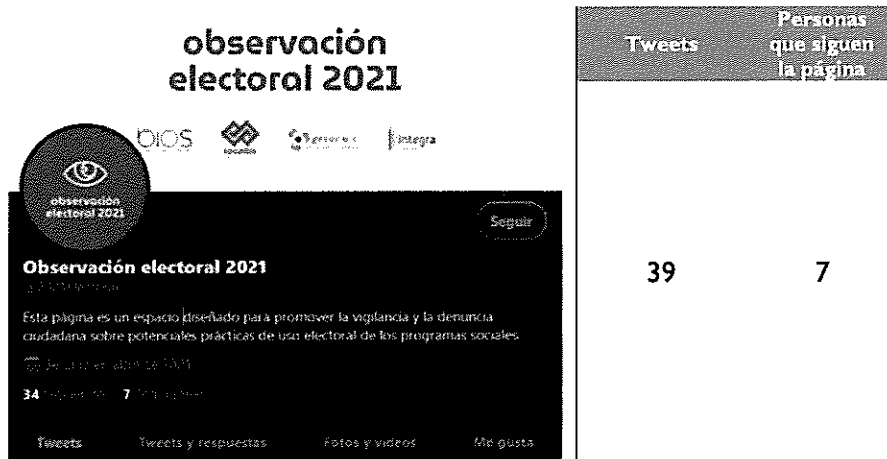 observación
electoral 2021
bios
integra
observación
electoral 2021
Seguir
Observación electoral 2021
Esta página es un espacio diseñado para promover la vigilancia y la denuncia
ciudadana sobre potenciales prácticas de uso electoral de los programas sociales
34
7
Tweets
Tweets y respuestas
Fotos y videos
Me gusta
Tweets
Personas
que siguen
la página
39
7